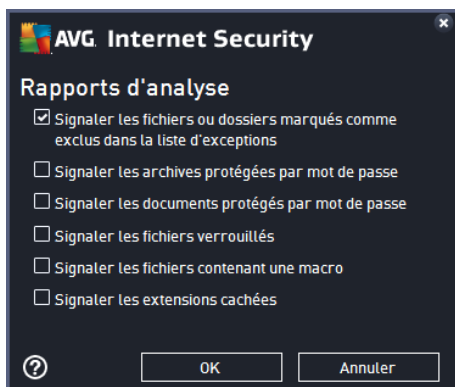 AVG Internet Security
Rapports d'analyse
Signaler les fichiers ou dossiers marqués comme
exclus dans la liste d'exceptions
Signaler les archives protégées par mot de passe
Signaler les documents protégés par mot de passe
Signaler les fichiers verrouillés
Signaler les fichiers contenant une macro
Signaler les extensions cachées
?
OK
Annuler